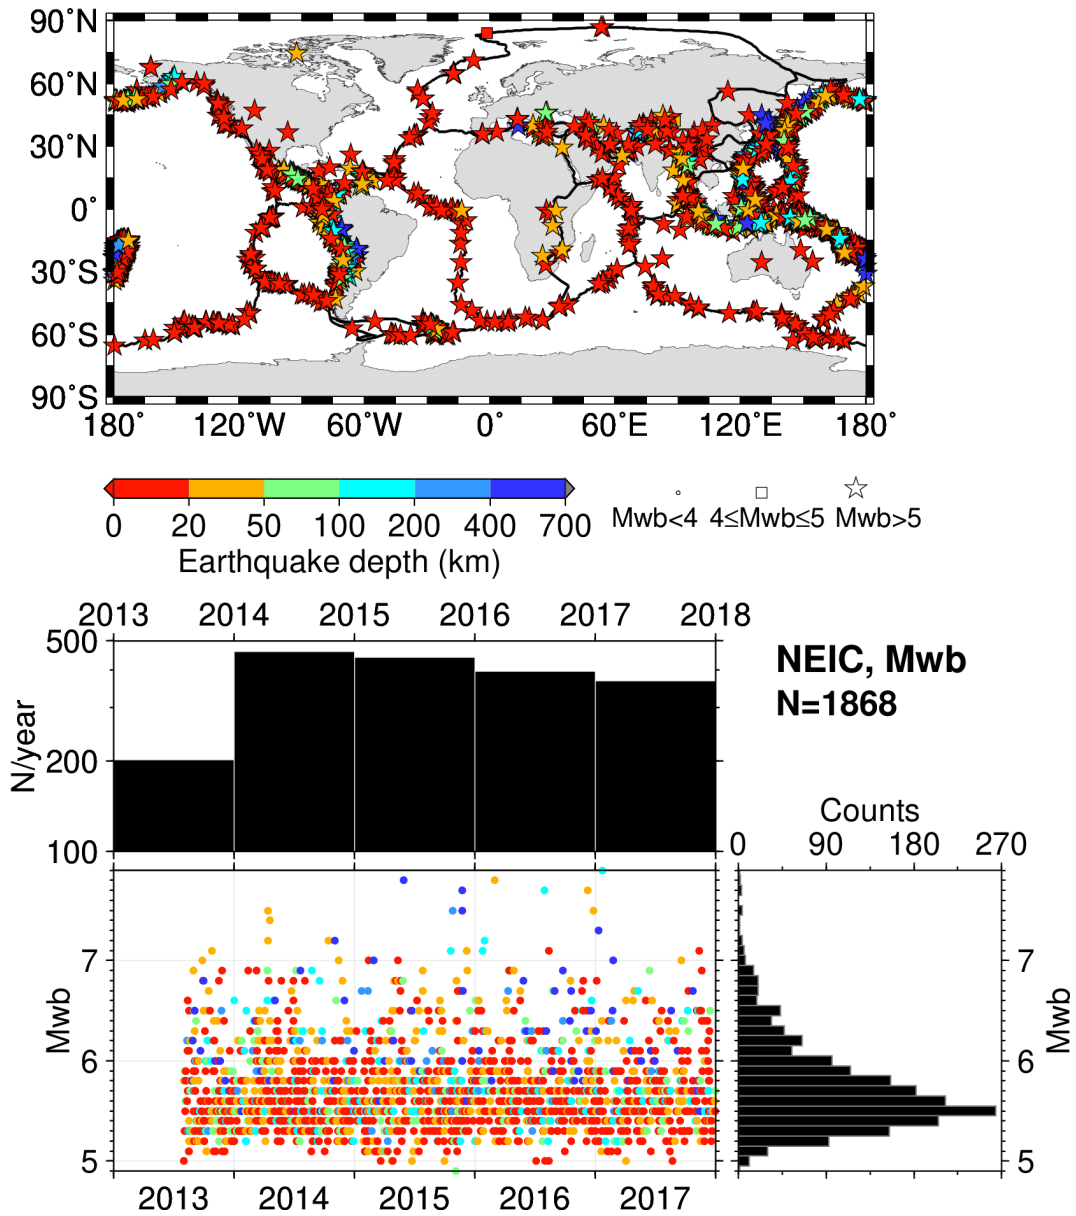 90˚N
60˚N
30˚N
0˚
30˚S
60˚S
90˚S
180˚ 120˚W 60˚W 0˚ 60˚E 120˚E 180˚
0 20 50 100 200 400 700
Earthquake depth (km)
Mwb<4 4≤Mwb≤5 Mwb>5
2013 2014 2015 2016 2017 2018
500
200
100
N/year
NEIC, Mwb
N=1868
Counts
0 90 180 270
7
6
5
Mwb
7
6
5
Mwb
2013 2014 2015 2016 2017